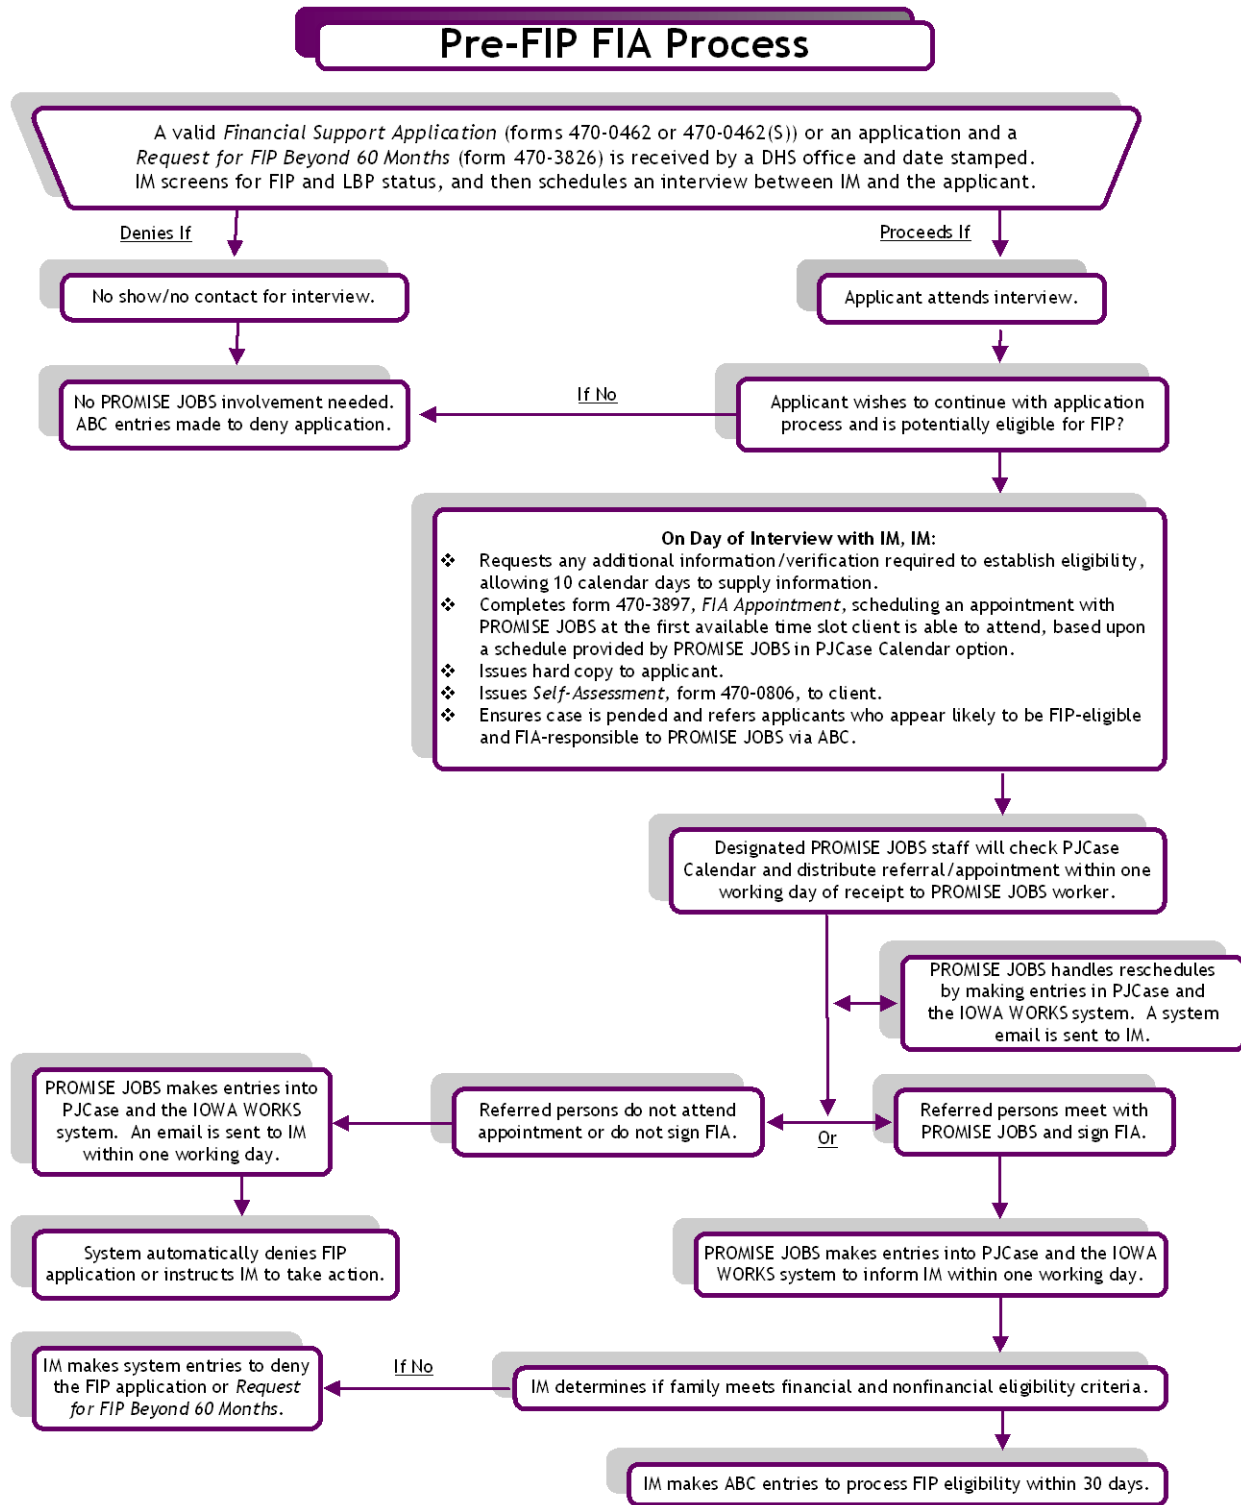 Pre-FIP FIA Process
A valid Financial Support Application (forms 470-0462 or 470-0462(S)) or an application and a
Request for FIP Beyond 60 Months (form 470-3826) is received by a DHS office and date stamped.
IM screens for FIP and LBP status, and then schedules an interview between IM and the applicant.
Denies If
Proceeds If
No show/no contact for interview.
Applicant attends interview.
No PROMISE JOBS involvement needed.
ABC entries made to deny application.
If No
Applicant wishes to continue with application
process and is potentially eligible for FIP?
On Day of Interview with IM, IM:
❖ Requests any additional information/verification required to establish eligibility,
allowing 10 calendar days to supply information.
❖ Completes form 470-3897, FIA Appointment, scheduling an appointment with
PROMISE JOBS at the first available time slot client is able to attend, based upon
a schedule provided by PROMISE JOBS in PJCase Calendar option.
❖ Issues hard copy to applicant.
❖ Issues Self-Assessment, form 470-0806, to client.
❖ Ensures case is pended and refers applicants who appear likely to be FIP-eligible
and FIA-responsible to PROMISE JOBS via ABC.
Designated PROMISE JOBS staff will check PJCase
Calendar and distribute referral/appointment within one
working day of receipt to PROMISE JOBS worker.
PROMISE JOBS handles reschedules
by making entries in PJCase and
the IOWA WORKS system. A system
email is sent to IM.
PROMISE JOBS makes entries into
PJCase and the IOWA WORKS
system. An email is sent to IM
within one working day.
Referred persons do not attend
appointment or do not sign FIA.
Or
Referred persons meet with
PROMISE JOBS and sign FIA.
System automatically denies FIP
application or instructs IM to take action.
PROMISE JOBS makes entries into PJCase and the IOWA
WORKS system to inform IM within one working day.
IM makes system entries to deny
the FIP application or Request
for FIP Beyond 60 Months.
If No
IM determines if family meets financial and nonfinancial eligibility criteria.
IM makes ABC entries to process FIP eligibility within 30 days.